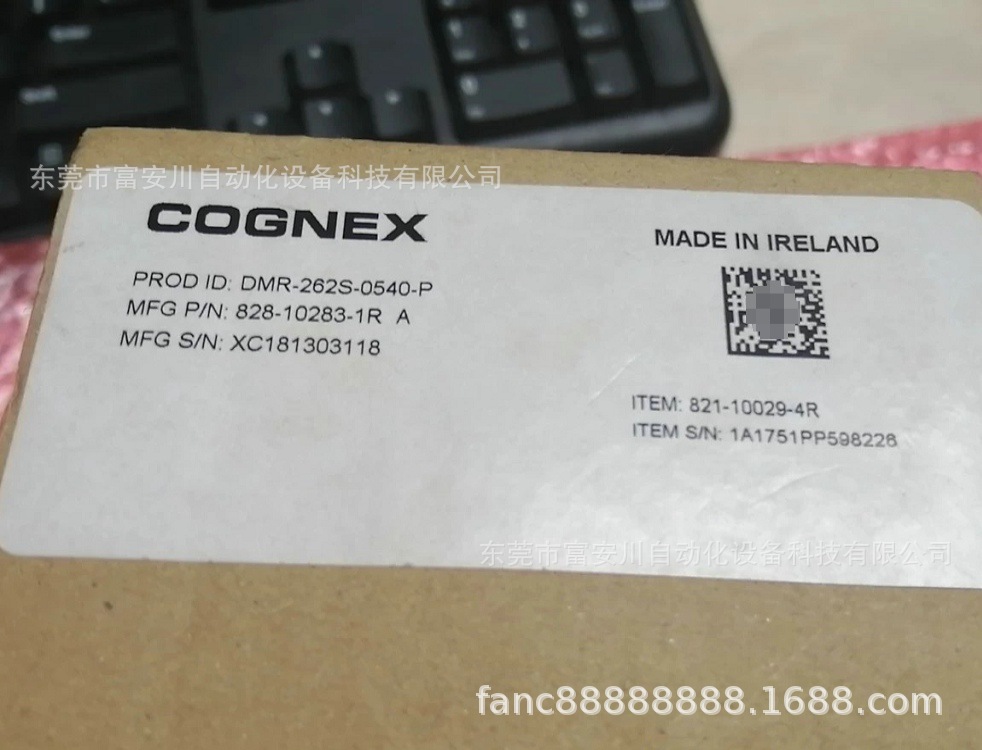 东莞市富安川自动化设备科技有限公司
COGNEX
PROD ID: DMR-262S-0540-P
MFG P/N: 828-10283-1R A
MFG S/N: XC181303118
MADE IN IRELAND
ITEM: 821-10029-4R
ITEM S/N: 1A1751PP598226
东莞市富安川自动化设备科技有限公司
fanc88888888.1688.com